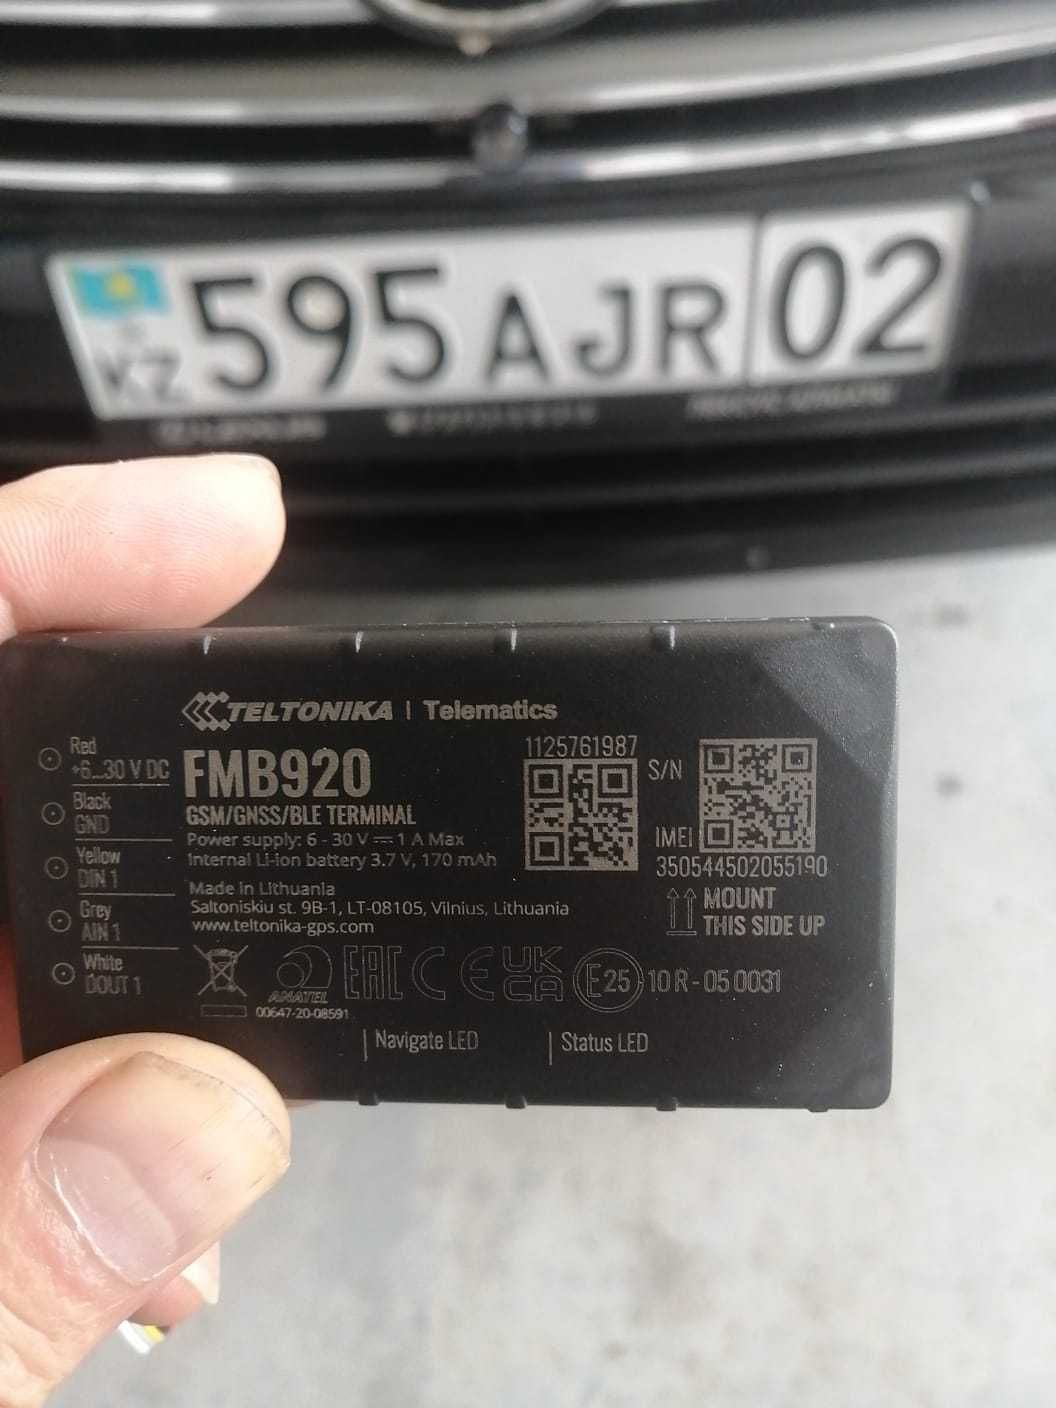 KZ 595 AJR 02
TELTONIKA | Telematics
FMB920
GSM/GNSS/BLE TERMINAL
Power supply: 6 - 30 V ⎓ 1 A Max
Internal Li-ion battery 3.7 V, 170 mAh
Made in Lithuania
Saltoniskiu st. 9B-1, LT-08105, Vilnius, Lithuania
www.teltonika-gps.com
Red
+6...30 V DC
Black
GND
Yellow
DIN 1
Grey
AIN 1
White
DOUT 1
1125761987
S/N
IMEI
350544502055190
MOUNT
THIS SIDE UP
ANATEL
00647-20-08591
EAC
CE
UK
CA
E25
10 R - 05 0031
Navigate LED
Status LED